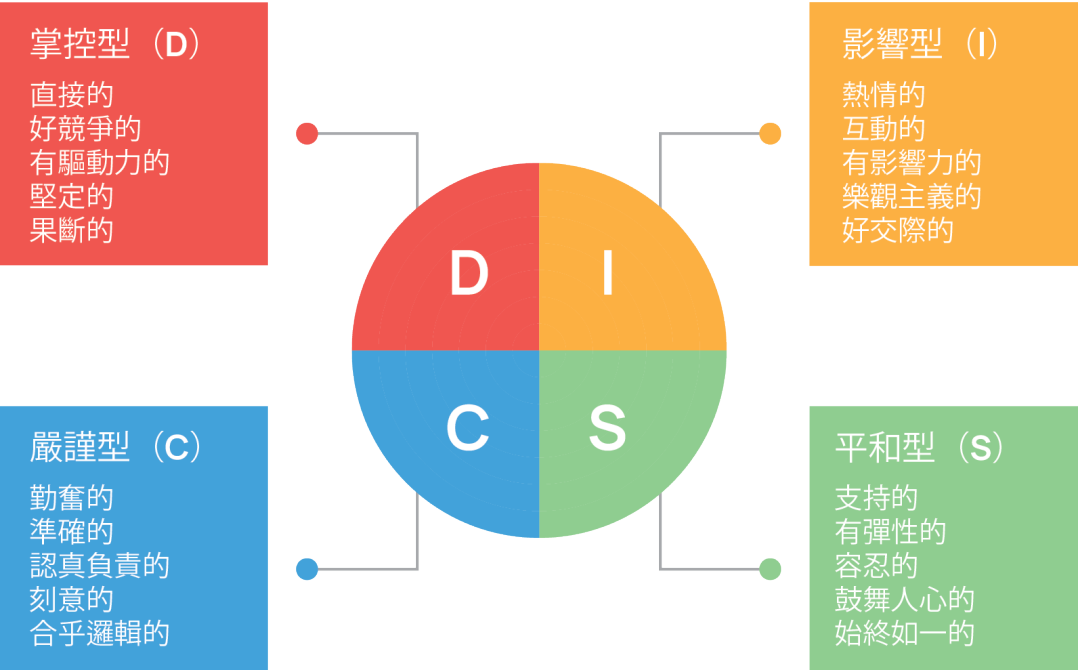 掌控型（D）
直接的
好競爭的
有驅動力的
堅定的
果斷的
影響型（I）
熱情的
互動的
有影響力的
樂觀主義的
好交際的
D
I
C
S
嚴謹型（C）
勤奮的
準確的
認真負責的
刻意的
合乎邏輯的
平和型（S）
支持的
有彈性的
容忍的
鼓舞人心的
始終如一的